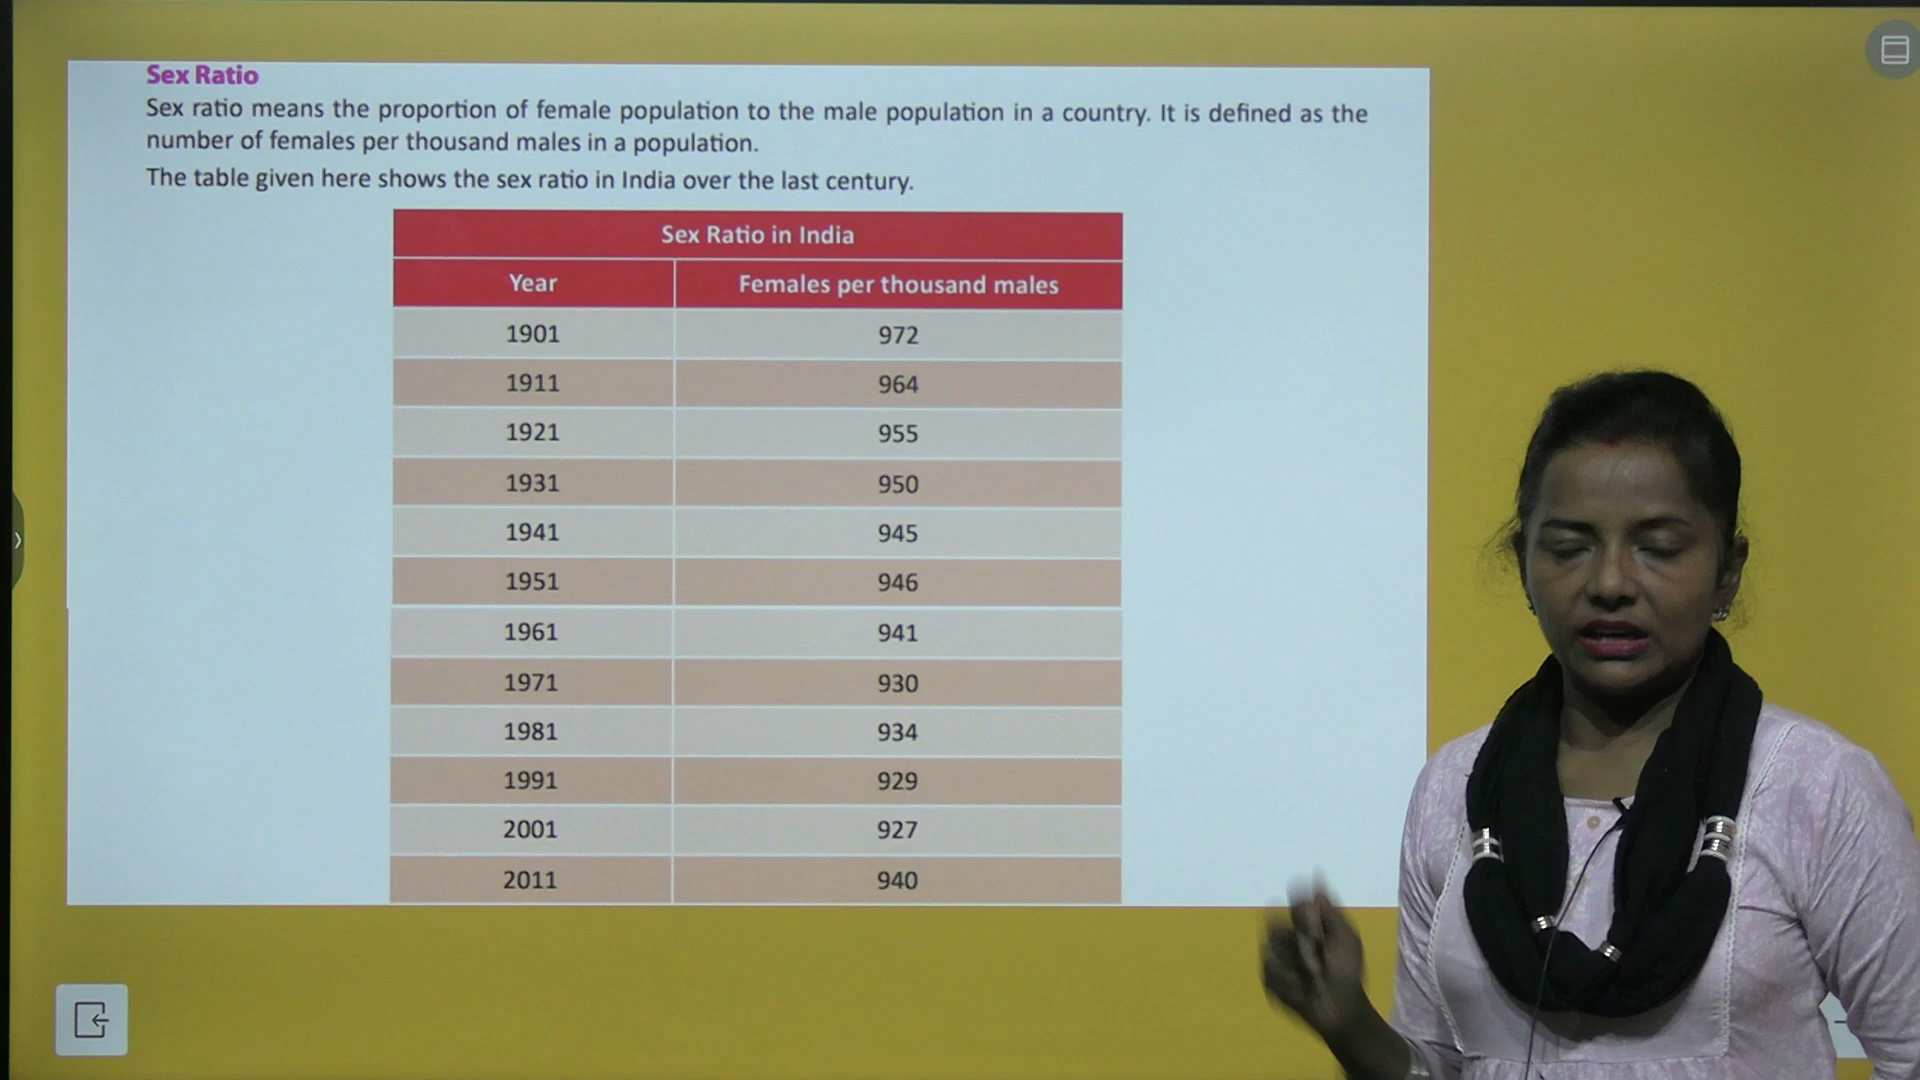 Sex Ratio
Sex ratio means the proportion of female population to the male population in a country. It is defined as the
number of females per thousand males in a population.
The table given here shows the sex ratio in India over the last century.
Sex Ratio in India
Year Females per thousand males
1901 972
1911 964
1921 955
1931 950
1941 945
1951 946
1961 941
1971 930
1981 934
1991 929
2001 927
2011 940